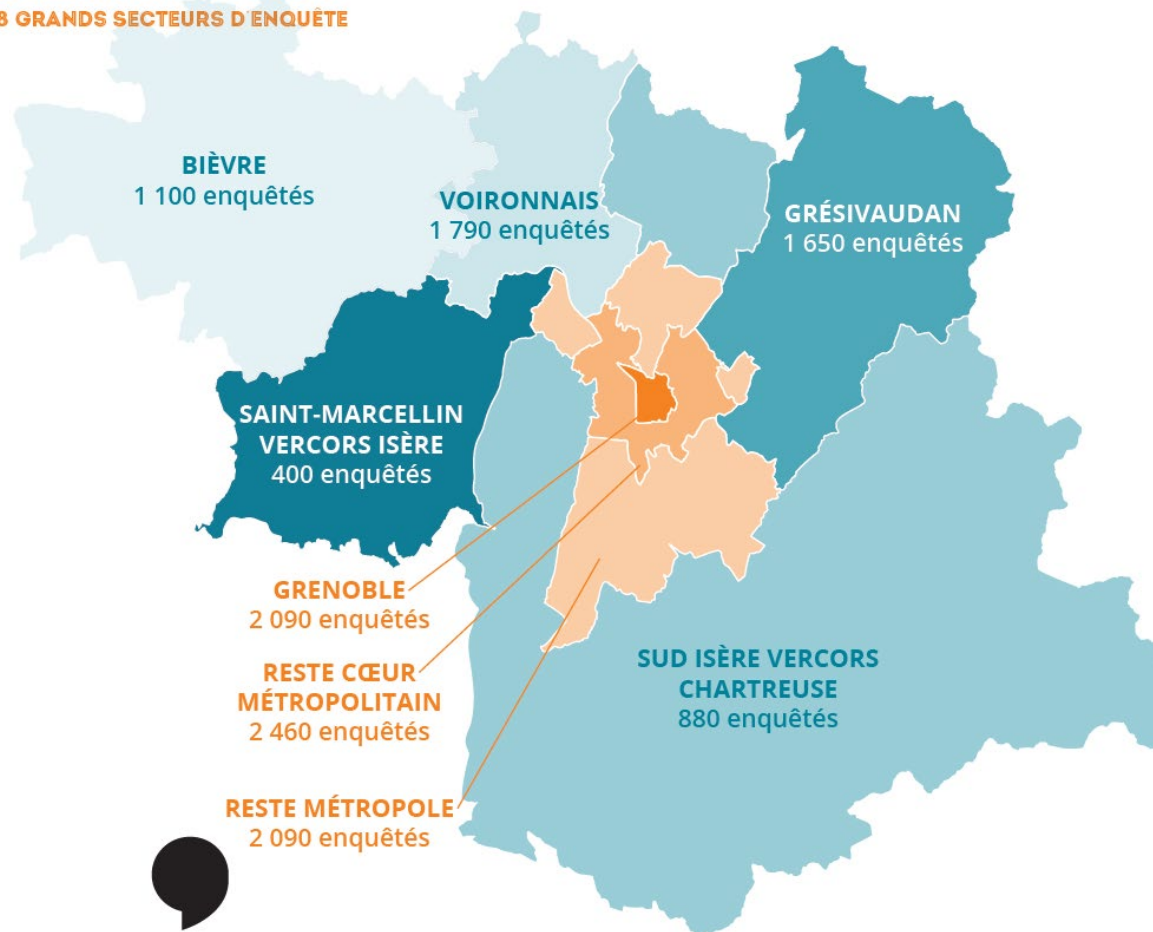 8 GRANDS SECTEURS D'ENQUÊTE
BIÈVRE
1 100 enquêtés
VOIRONNAIS
1 790 enquêtés
GRÉSIVAUDAN
1 650 enquêtés
SAINT-MARCELLIN
VERCORS ISÈRE
400 enquêtés
GRENOBLE
2 090 enquêtés
RESTE CŒUR
MÉTROPOLITAIN
2 460 enquêtés
RESTE MÉTROPOLE
2 090 enquêtés
SUD ISÈRE VERCORS
CHARTREUSE
880 enquêtés